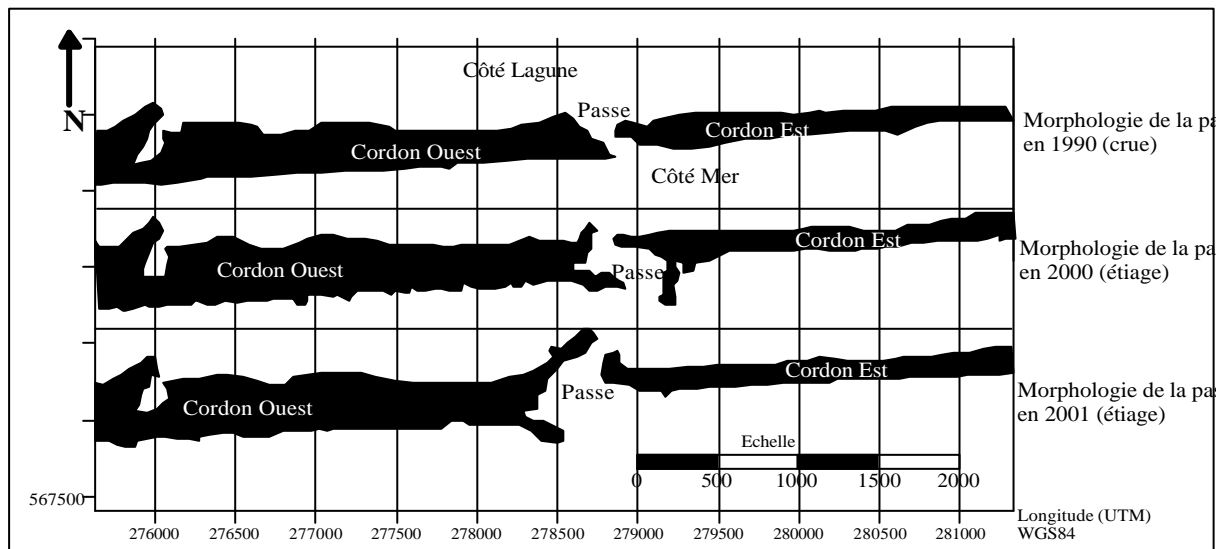 Côté Lagune
N
Passe
Cordon Est
Cordon Ouest
Côté Mer
Morphologie de la pa
en 1990 (crue)
Cordon Est
Cordon Ouest
Passe
Morphologie de la pa
en 2000 (étiage)
Cordon Est
Passe
Cordon Ouest
Morphologie de la pas
en 2001 (étiage)
Echelle
0 500 1000 1500 2000
567500
276000 276500 277000 277500 278000 278500 279000 279500 280000 280500 281000
Longitude (UTM)
WGS84